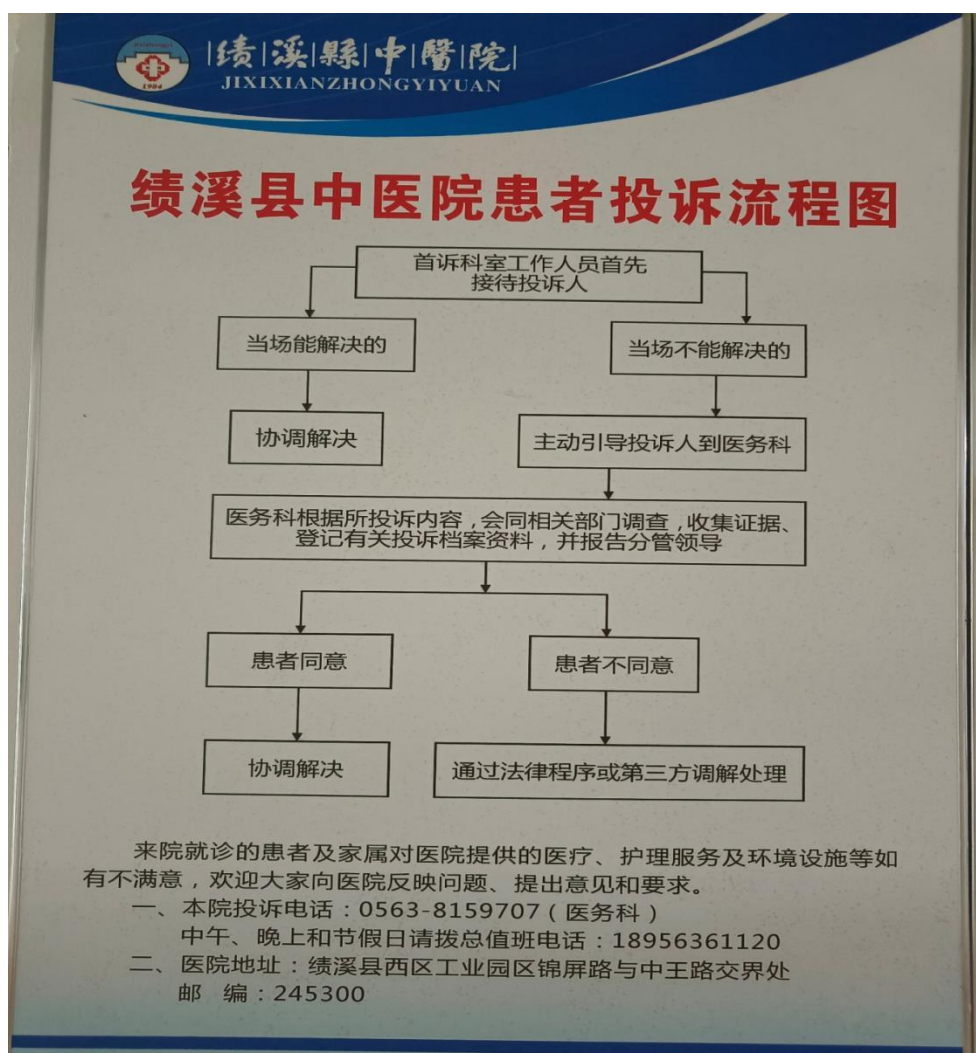 绩溪縣中醫院
JIXIXIANZHONGYIYUAN
1984
绩溪县中医院患者投诉流程图
首诉科室工作人员首先
接待投诉人
当场能解决的
当场不能解决的
协调解决
主动引导投诉人到医务科
医务科根据所投诉内容，会同相关部门调查，收集证据、
登记有关投诉档案资料，并报告分管领导
患者同意
患者不同意
协调解决
通过法律程序或第三方调解处理
来院就诊的患者及家属对医院提供的医疗、护理服务及环境设施等如
有不满意，欢迎大家向医院反映问题、提出意见和要求。
一、本院投诉电话：0563-8159707（医务科）
中午、晚上和节假日请拨总值班电话：18956361120
二、医院地址：绩溪县西区工业园区锦屏路与中王路交界处
邮 编：245300